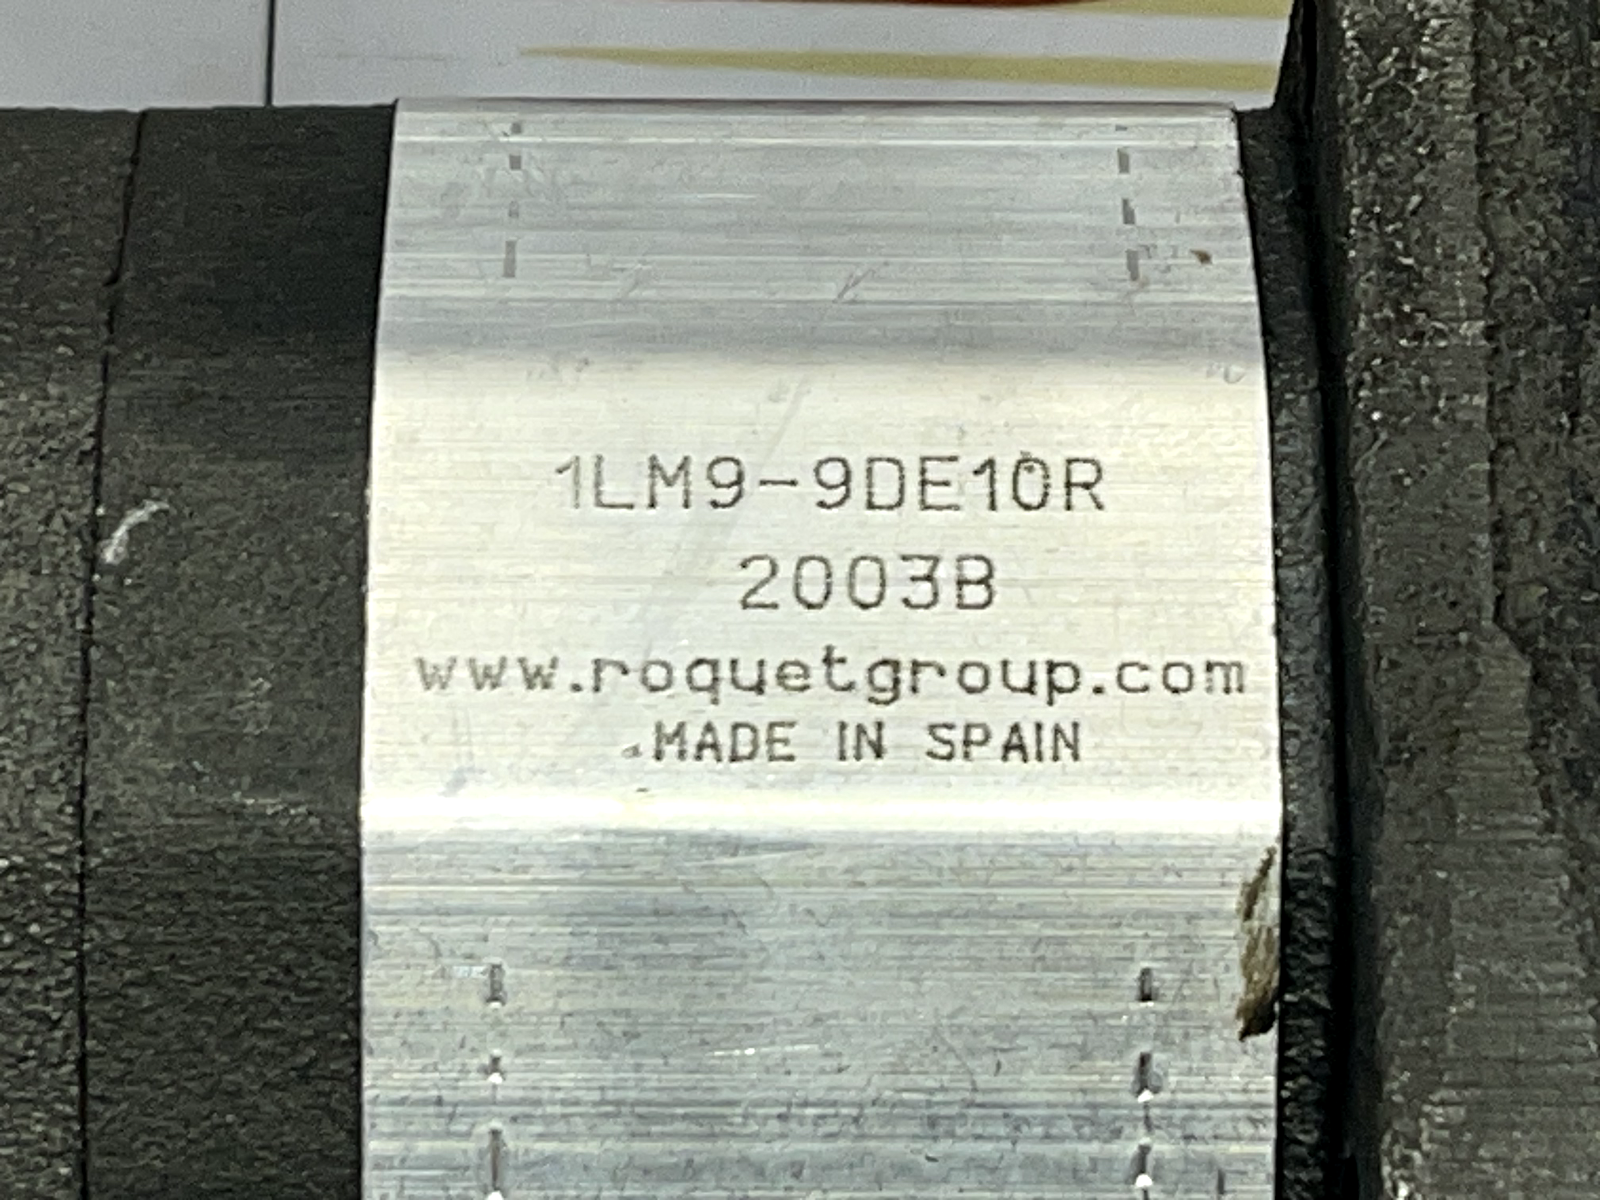 1LM9-9DE10R
2003B
www.roquetgroup.com
MADE IN SPAIN